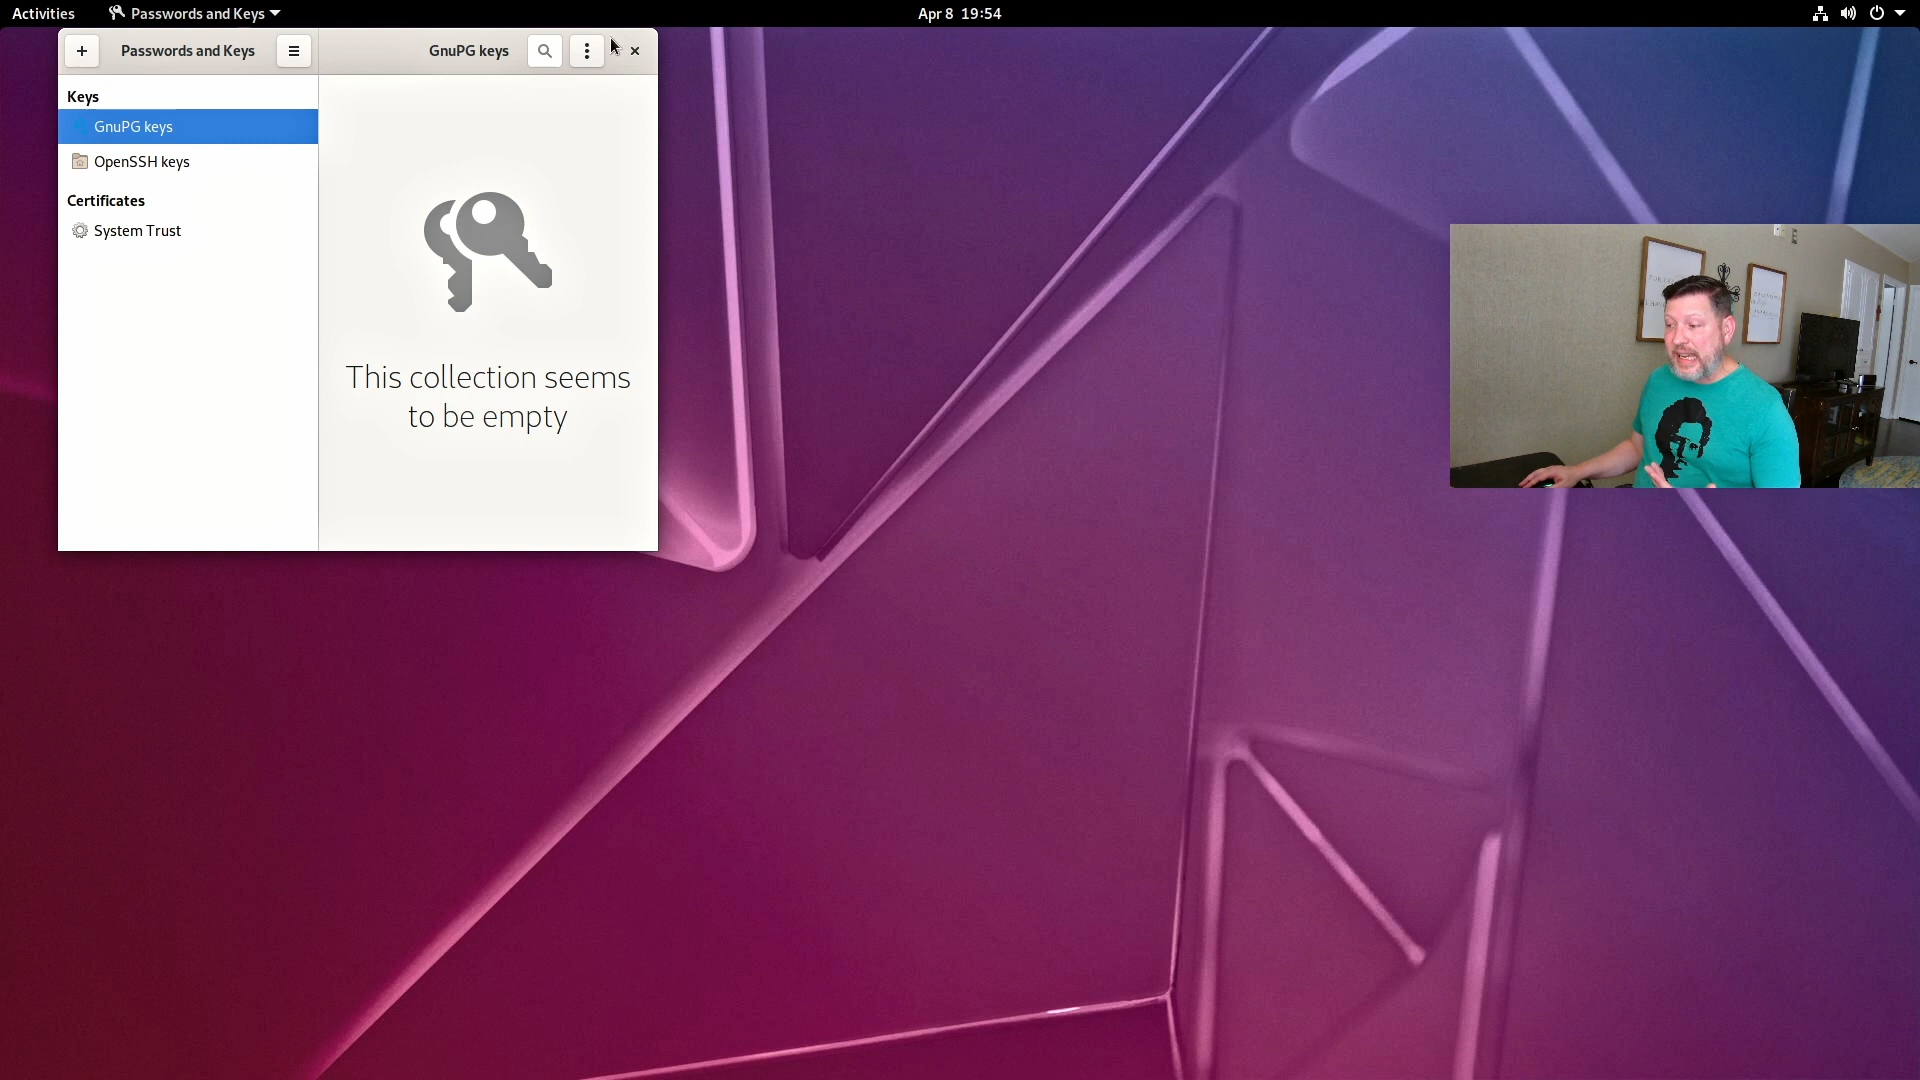 Activities
Passwords and Keys
Apr 8 19:54
Passwords and Keys
GnuPG keys
Keys
GnuPG keys
OpenSSH keys
Certificates
System Trust
This collection seems
to be empty